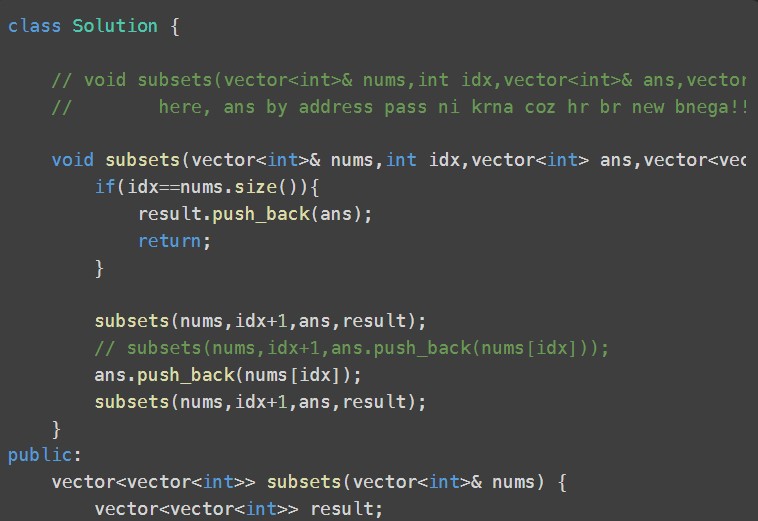 class Solution {
// void subsets(vector<int>& nums,int idx,vector<int>& ans,vector
// here, ans by address pass ni krna coz hr br new bnega!!
void subsets(vector<int>& nums,int idx,vector<int> ans,vector<vec
if(idx==nums.size()){
result.push_back(ans);
return;
}
subsets(nums,idx+1,ans,result);
// subsets(nums,idx+1,ans.push_back(nums[idx]));
ans.push_back(nums[idx]);
subsets(nums,idx+1,ans,result);
}
public:
vector<vector<int>> subsets(vector<int>& nums) {
vector<vector<int>> result;